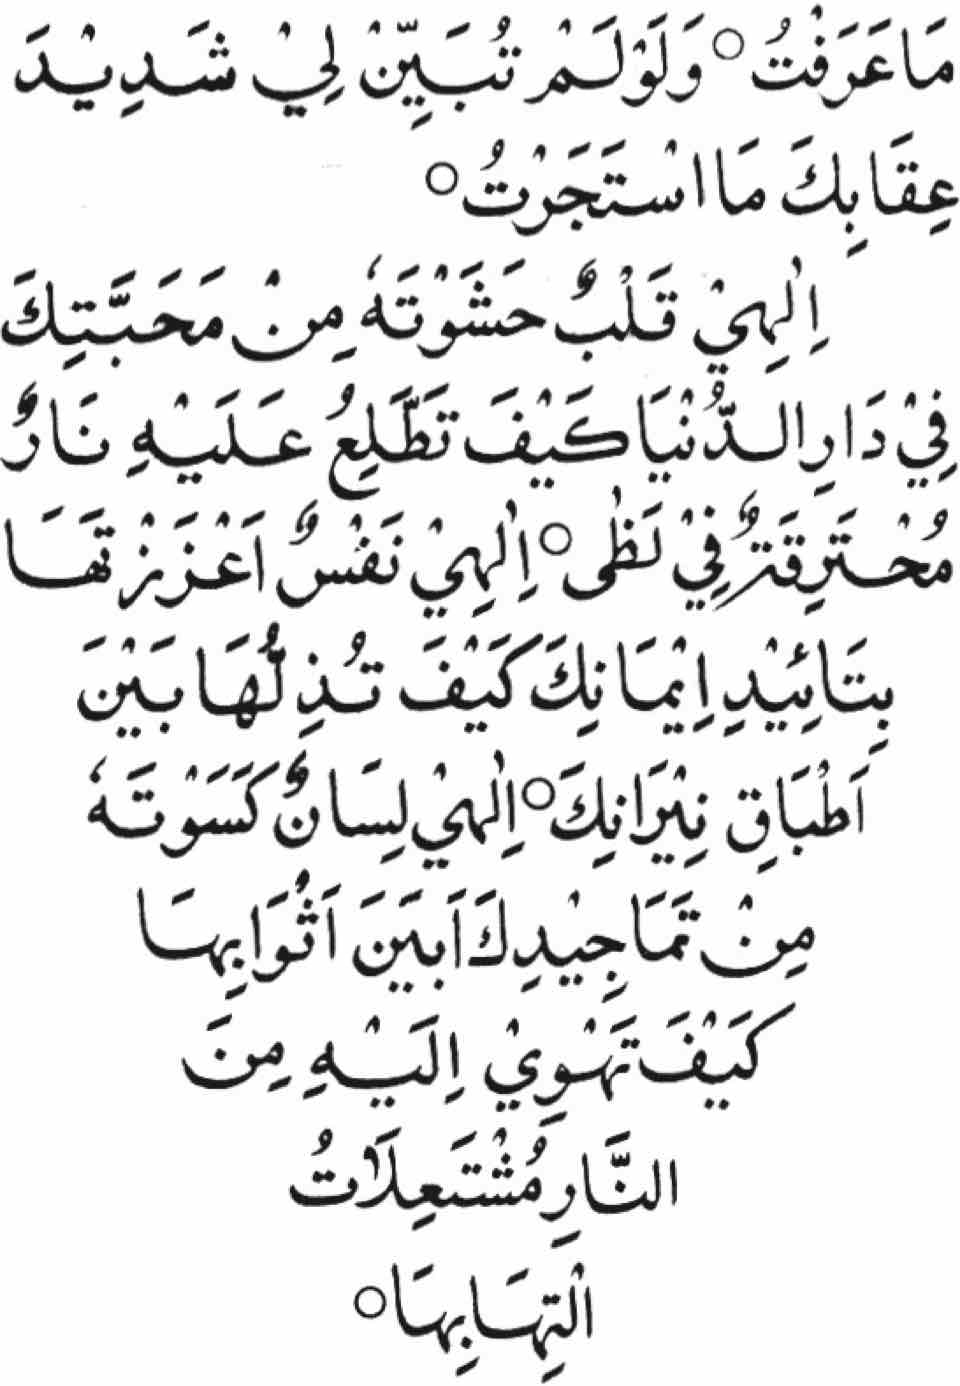 مَا عَرَفْتُ ○ وَلَوْ لَمْ تُبَيِّنْ لِيْ شَدِيْدَ
عِقَابِكَ مَا اسْتَجَرْتُ ○
اِلٰهِيْ قَلْبٌ حَشَوْتَهٗ مِنْ مَحَبَّتِكَ
فِيْ دَارِ الدُّنْيَا كَيْفَ تَطَّلِعُ عَلَيْهِ نَارٌ
مُحْتَرِقَةٌ فِيْ لَظٰى ○ اِلٰهِيْ نَفْسٌ اَعْزَزْتَهَا
بِتَائِيْدِ اِيْمَانِكَ كَيْفَ تُذِلُّهَا بَيْنَ
اَطْبَاقِ نِيْرَانِكَ ○ اِلٰهِيْ لِسَانٌ كَسَوْتَهٗ
مِنْ تَمَاجِيْدِكَ اَبْيَنَ اَثْوَابِهَا
كَيْفَ تَهْوِيْ اِلَيْهِ مِنَ
النَّارِ مُشْتَعِلَاتُ
الْتِهَابِهَا ○